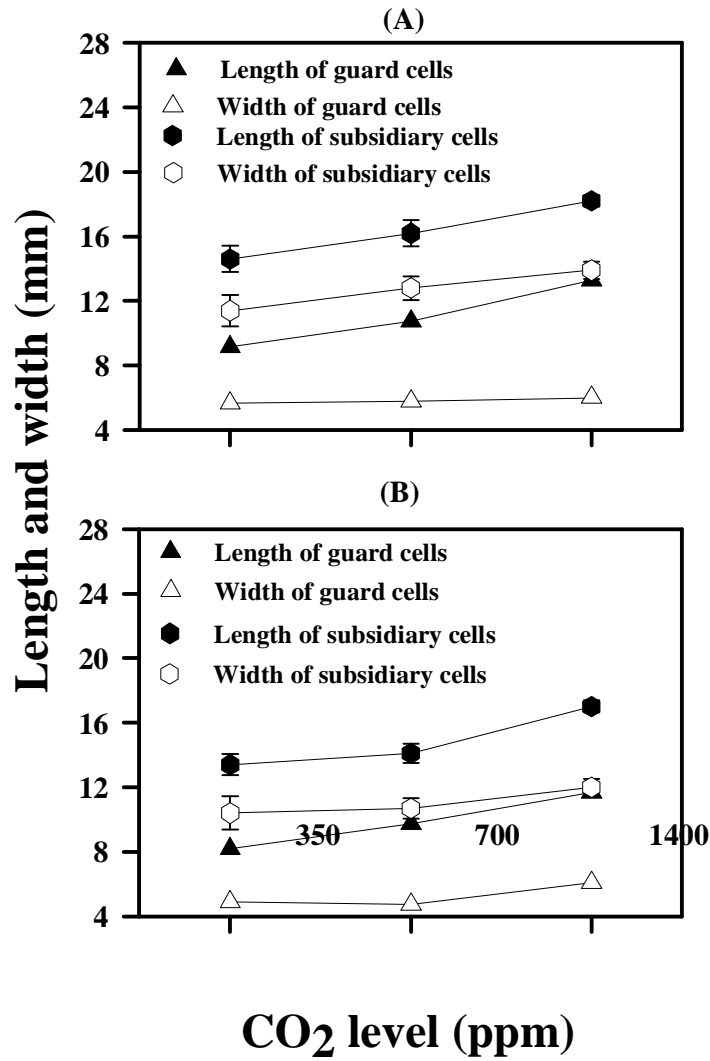 (A)
28
24
20
16
12
8
4
Length of guard cells
Width of guard cells
Length of subsidiary cells
Width of subsidiary cells
(B)
28
24
20
16
12
8
4
Length of guard cells
Width of guard cells
Length of subsidiary cells
Width of subsidiary cells
350 700 1400
Length and width (mm)
CO2 level (ppm)